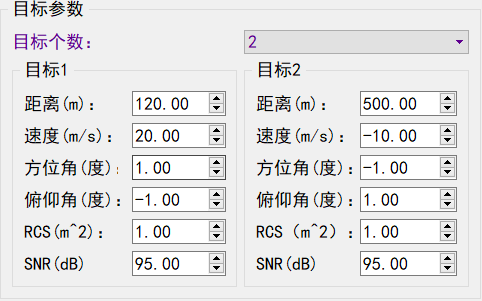 目标参数
目标个数： 2
目标1 目标2
距离(m)： 120.00 距离(m)： 500.00
速度(m/s)： 20.00 速度(m/s)： -10.00
方位角(度)： 1.00 方位角(度)： -1.00
俯仰角(度)： -1.00 俯仰角(度)： 1.00
RCS(m^2)： 1.00 RCS（m^2）： 1.00
SNR(dB) 95.00 SNR(dB) 95.00